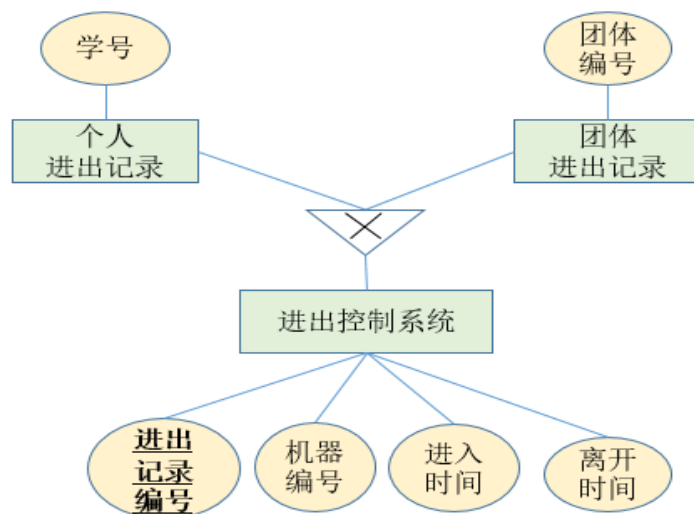 学号
团体
编号
个人
进出记录
团体
进出记录
进出控制系统
进出
记录
编号
机器
编号
进入
时间
离开
时间